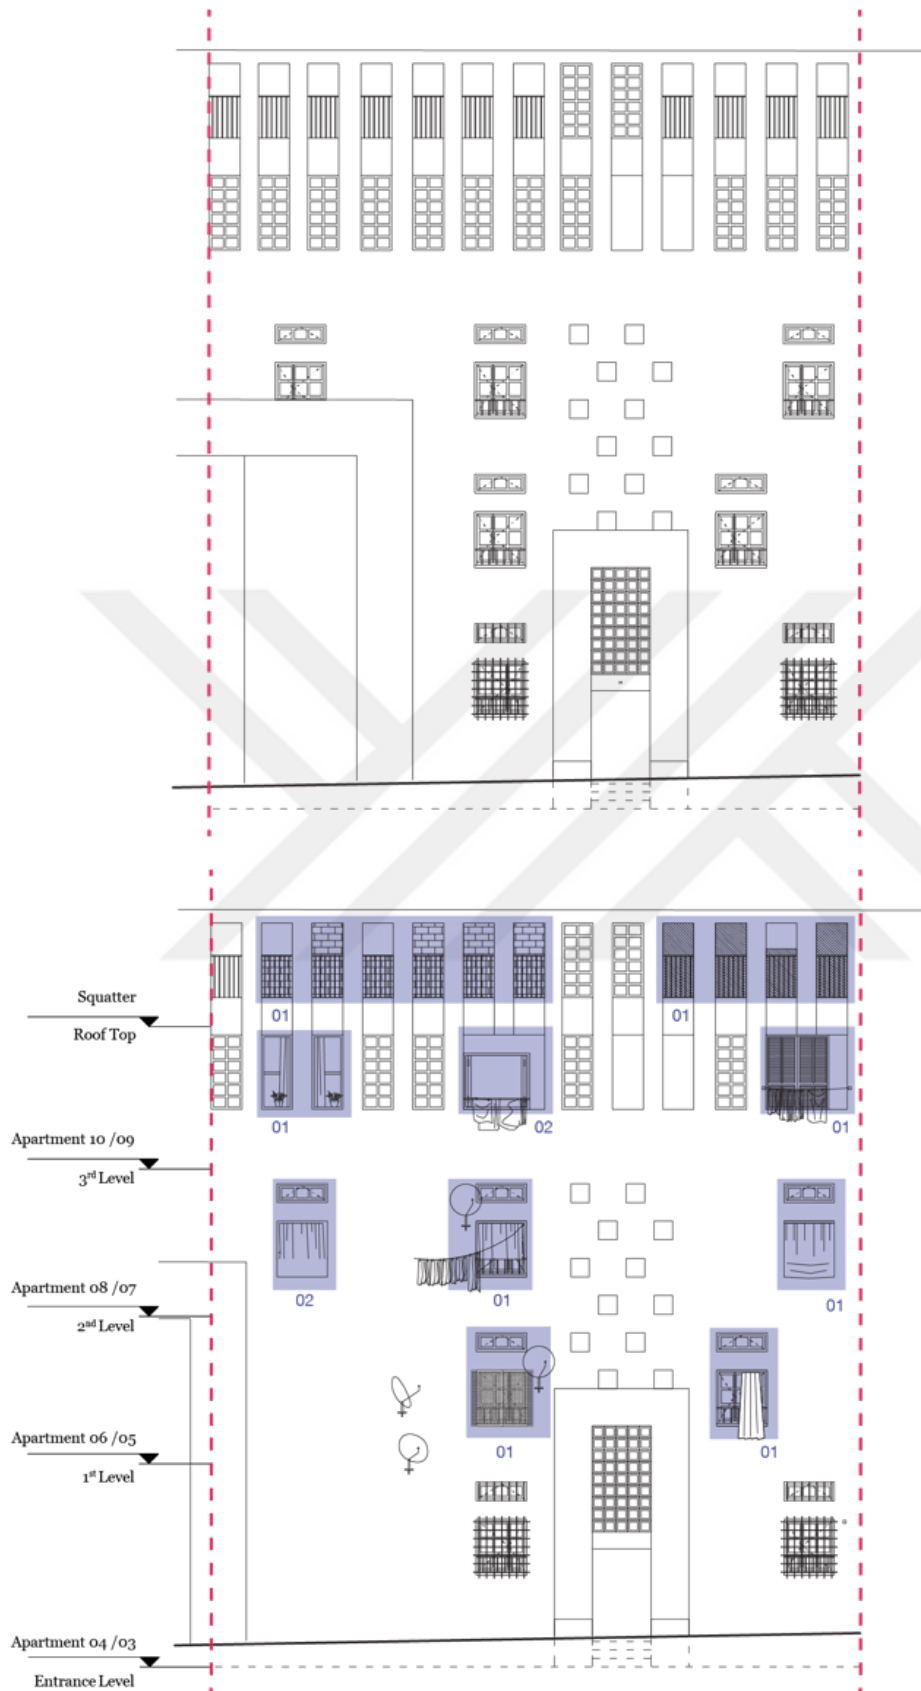 Squatter
01
01
Roof Top
01
02
01
Apartment 10 /09
3rd Level
Apartment 08 /07
02
01
01
2ad Level
Apartment 06 /05
01
01
1st Level
Apartment 04 /03
Entrance Level